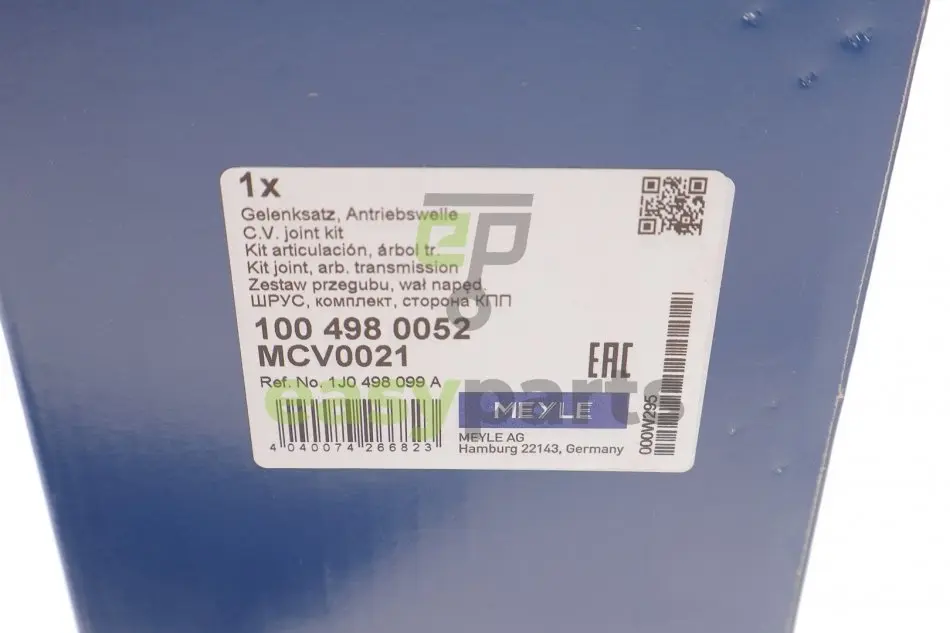 1x
Gelenksatz, Antriebswelle
C.V. joint kit
Kit articulación, árbol tr.
Kit joint, arb. transmission
Zestaw przegubu, wał napęd.
ШРУС, комплект, сторона КПП
100 498 0052
MCV0021
Ref. No. 1J0 498 099 A
EAC
MEYLE
4 040074 266823
MEYLE AG
Hamburg 22143, Germany
000W295
ep
easyparts